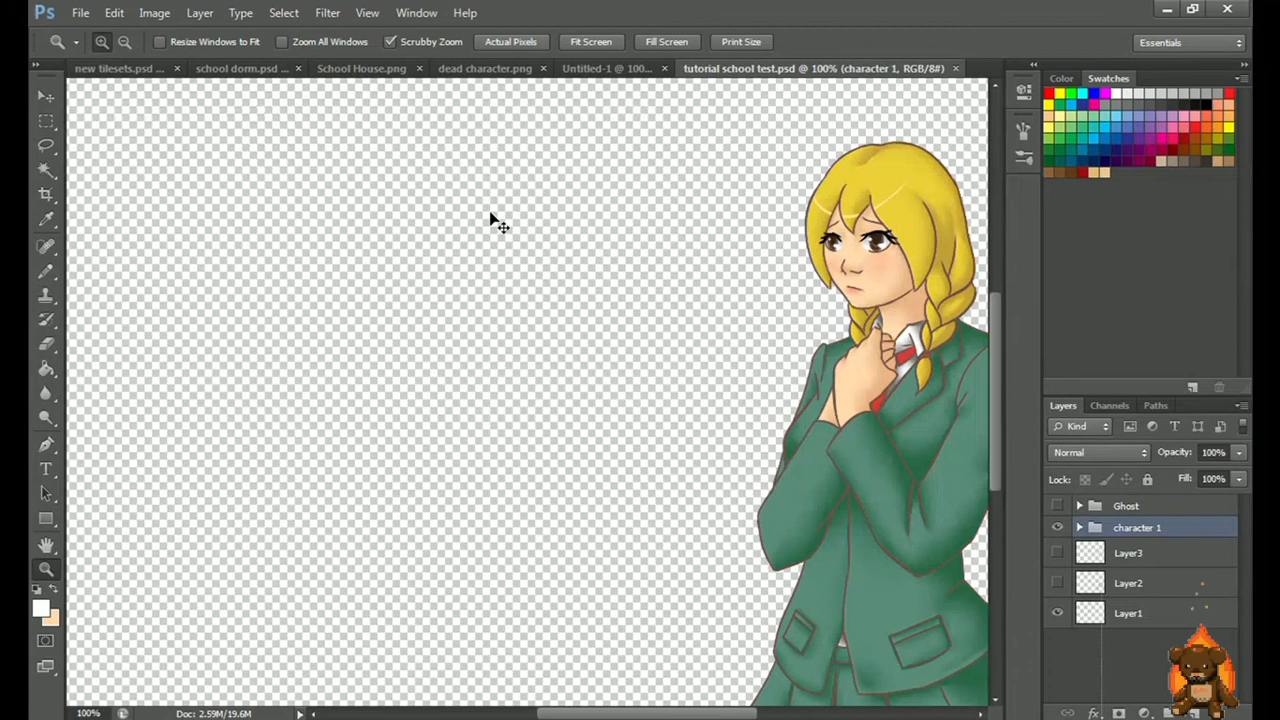 Ps File Edit Image Layer Type Select Filter View Window Help
Resize Windows to Fit Zoom All Windows Scrubby Zoom Actual Pixels Fit Screen Fill Screen Print Size Essentials
new tilesets.psd ... × school dorm.psd ... × School House.png × dead character.png × Untitled-1 @ 100... × tutorial school test.psd @ 100% (character 1, RGB/8#) ×
Color Swatches
Layers Channels Paths
Kind
Normal Opacity: 100%
Lock: Fill: 100%
Ghost
character 1
Layer3
Layer2
Layer1
100% Doc: 2.59M/19.6M